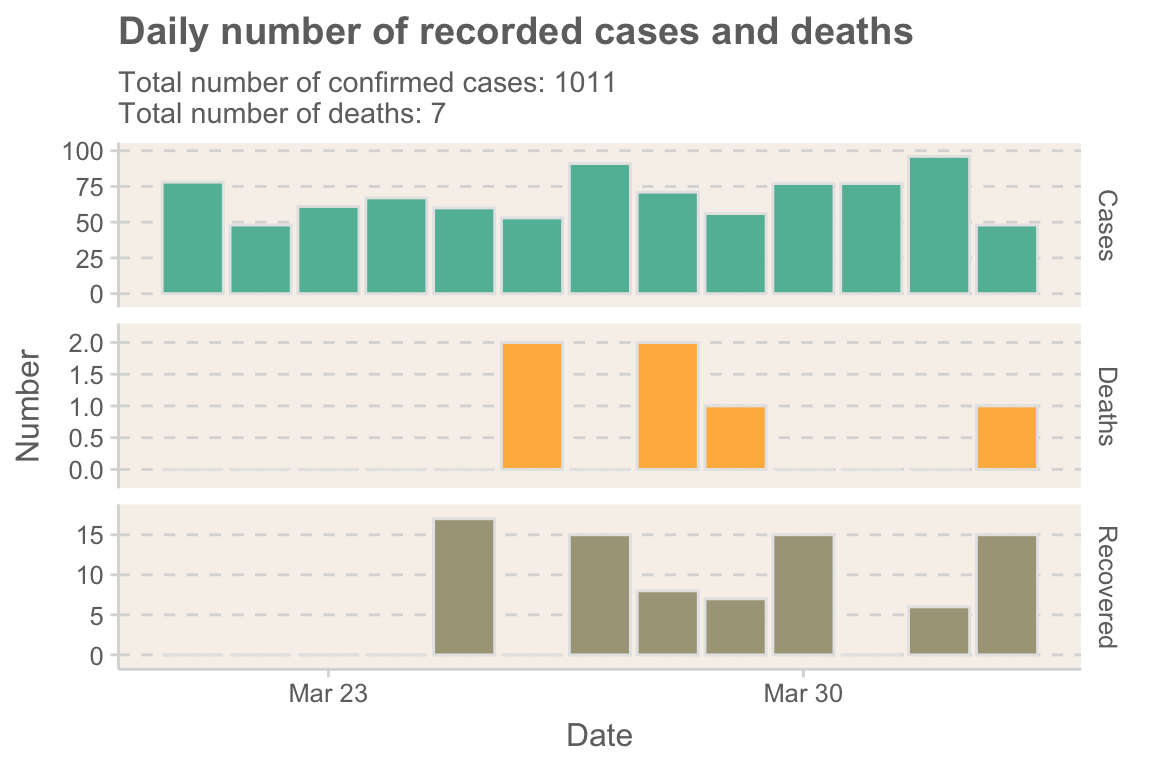 Daily number of recorded cases and deaths
Total number of confirmed cases: 1011
Total number of deaths: 7
100
75
50
25
0
Cases
2.0
1.5
1.0
0.5
0.0
Deaths
15
10
5
0
Recovered
Number
Mar 23
Mar 30
Date